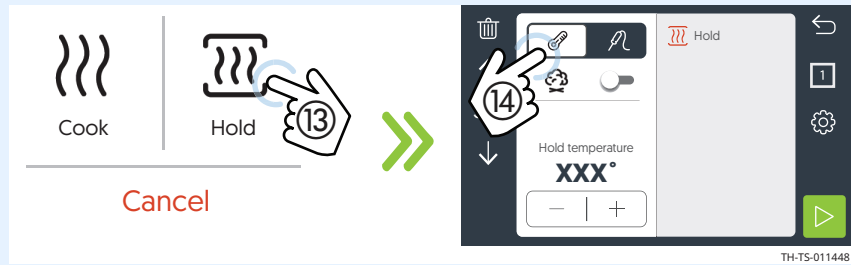 Cook
Hold
13
Cancel
14
Hold temperature
XXX°
Hold
1
TH-TS-011448